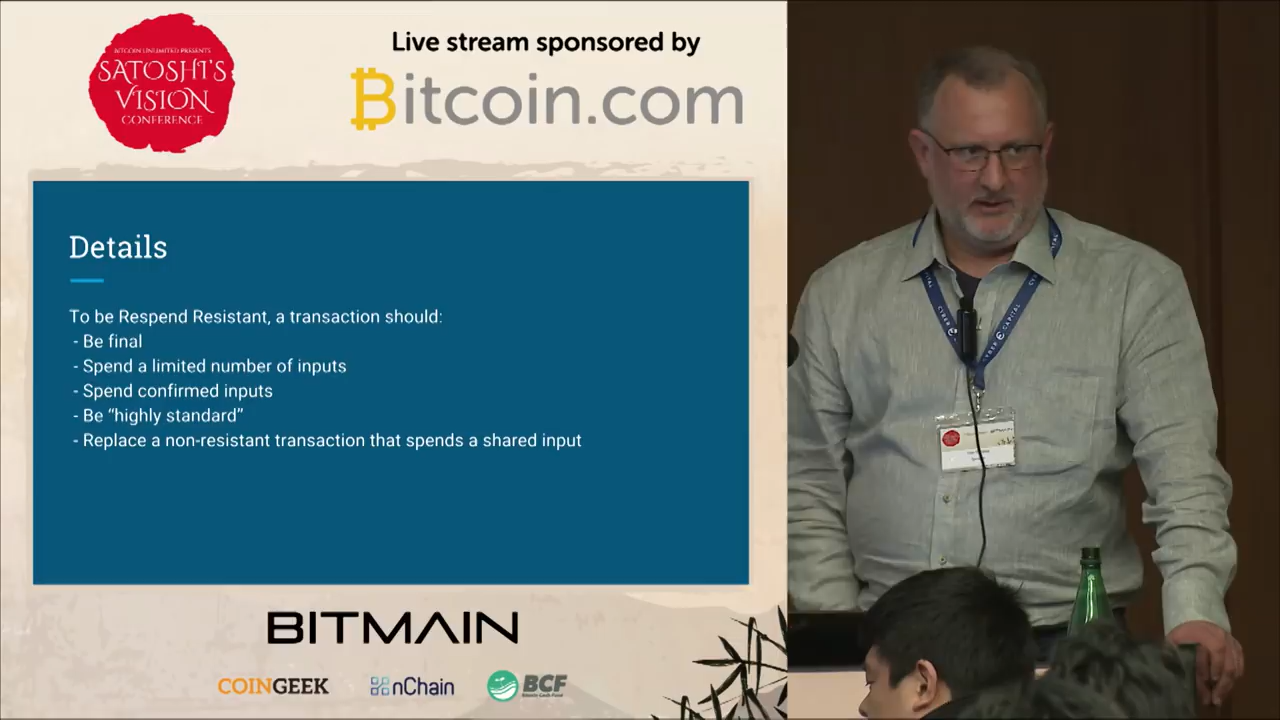 BITCOIN UNLIMITED PRESENTS
SATOSHI'S
VISION
CONFERENCE
Live stream sponsored by
Bitcoin.com
Details
To be Respend Resistant, a transaction should:
- Be final
- Spend a limited number of inputs
- Spend confirmed inputs
- Be “highly standard”
- Replace a non-resistant transaction that spends a shared input
BITMAIN
COINGEEK
nChain
BCF
CYBER CAPITAL